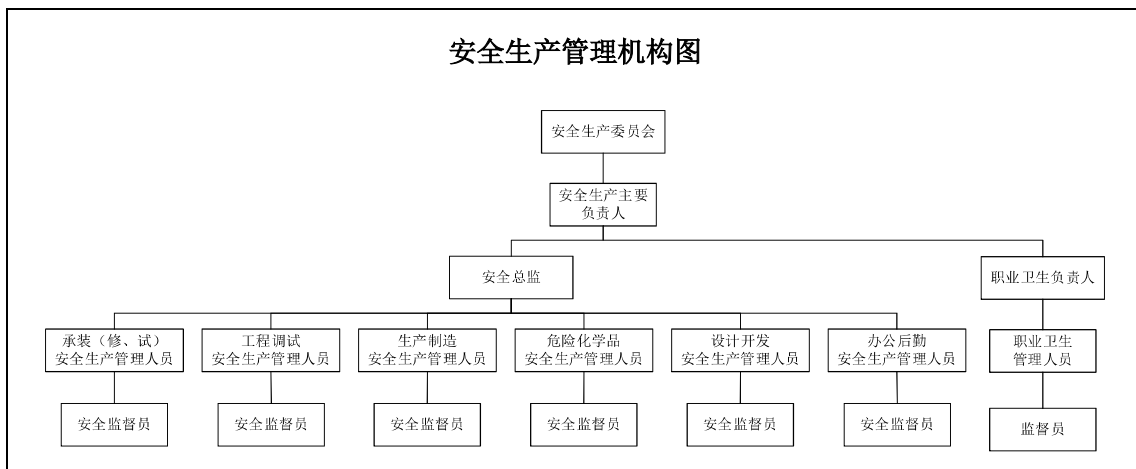 安全生产管理机构图
安全生产委员会
安全生产主要
负责人
安全总监
职业卫生负责人
承装（修、试）
安全生产管理人员
工程调试
安全生产管理人员
生产制造
安全生产管理人员
危险化学品
安全生产管理人员
设计开发
安全生产管理人员
办公后勤
安全生产管理人员
职业卫生
管理人员
安全监督员
安全监督员
安全监督员
安全监督员
安全监督员
安全监督员
监督员